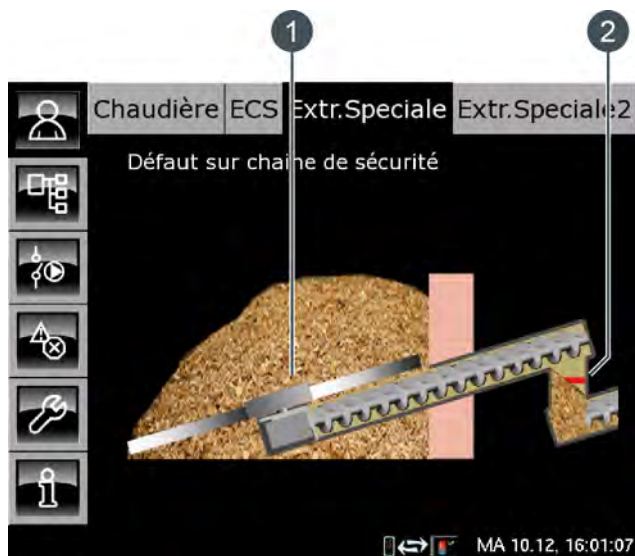 1 2
Chaudière ECS Extr.Speciale Extr.Speciale2
Défaut sur chaine de sécurité
MA 10.12, 16:01:07